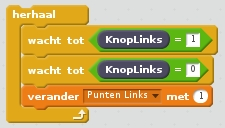 herhaal
wacht tot KnopLinks = 1
wacht tot KnopLinks = 0
verander Punten Links met 1